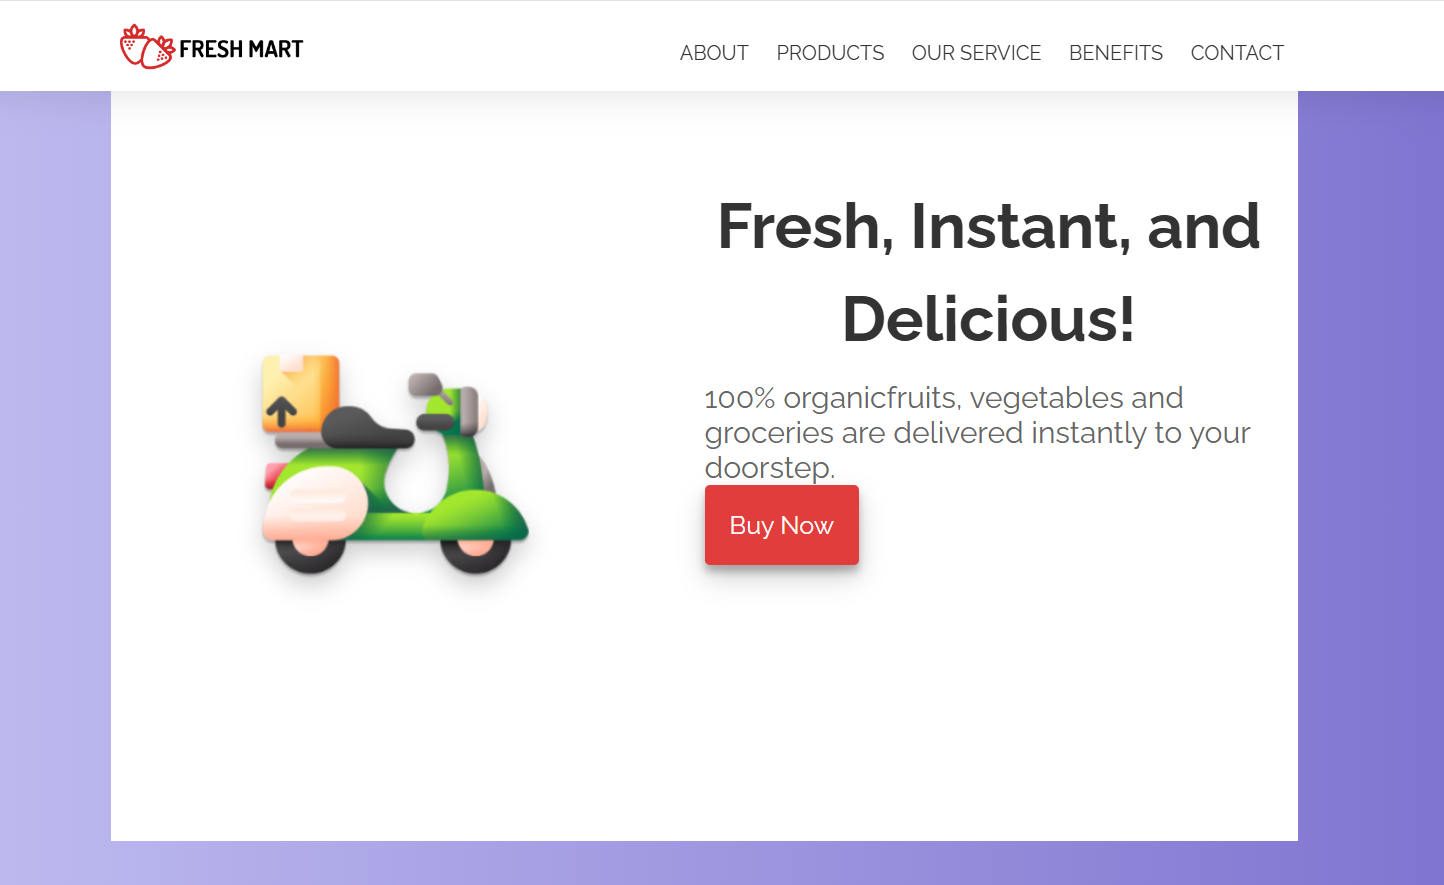 FRESH MART
ABOUT PRODUCTS OUR SERVICE BENEFITS CONTACT
Fresh, Instant, and
Delicious!
100% organicfruits, vegetables and
groceries are delivered instantly to your
doorstep.
Buy Now